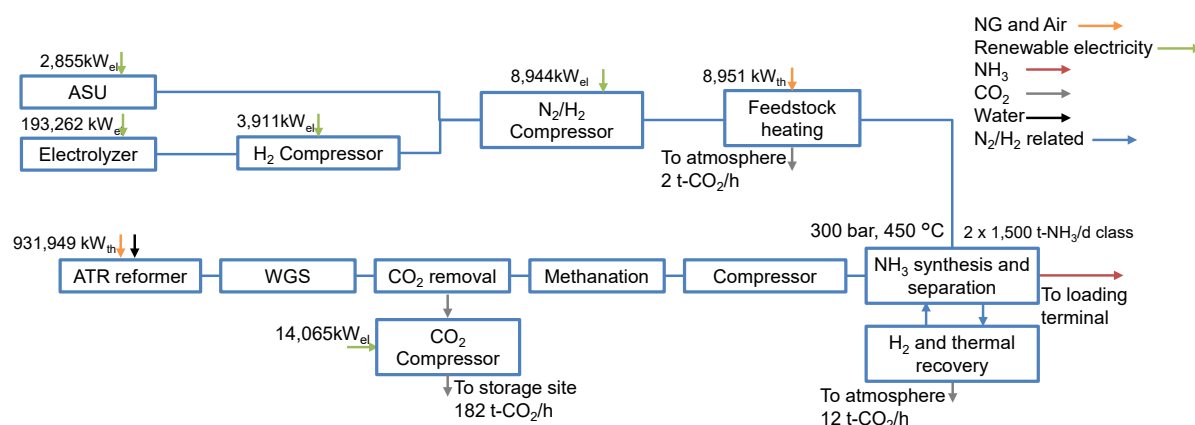 NG and Air
Renewable electricity
NH₃
CO₂
Water
N₂/H₂ related
2,855kWₑₗ
ASU
193,262 kWₑₗ
Electrolyzer
3,911kWₑₗ
H₂ Compressor
8,944kWₑₗ
N₂/H₂
Compressor
8,951 kWₜₕ
Feedstock
heating
To atmosphere
2 t-CO₂/h
931,949 kWₜₕ
ATR reformer
WGS
CO₂ removal
Methanation
Compressor
300 bar, 450 °C
2 x 1,500 t-NH₃/d class
NH₃ synthesis and
separation
To loading
terminal
14,065kWₑₗ
CO₂
Compressor
To storage site
182 t-CO₂/h
H₂ and thermal
recovery
To atmosphere
12 t-CO₂/h